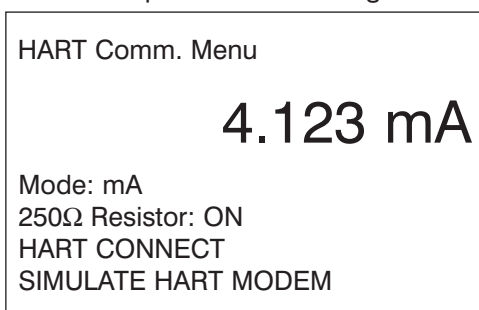 HART Comm. Menu
4.123 mA
Mode: mA
250Ω Resistor: ON
HART CONNECT
SIMULATE HART MODEM